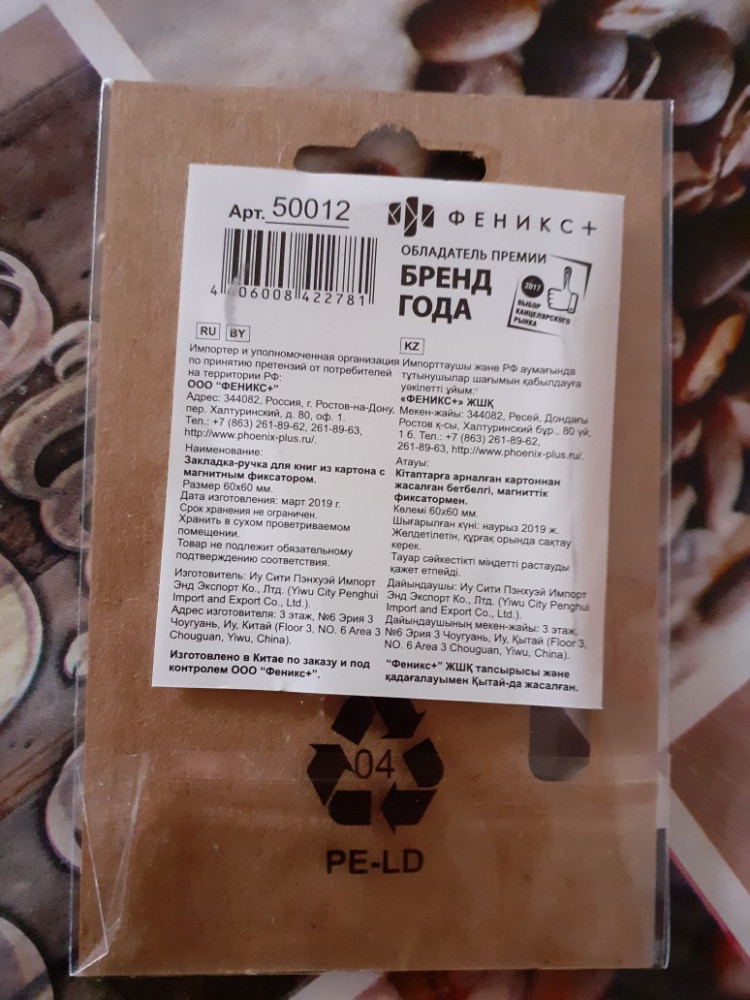 Арт. 50012
ФЕНИКС+
4 606008 422781
ОБЛАДАТЕЛЬ ПРЕМИИ
БРЕНД
ГОДА
2017
ВЫБОР
КАНЦЕЛЯРСКОГО
РЫНКА
RU BY
Импортер и уполномоченная организация
по принятию претензий от потребителей
на территории РФ:
ООО "ФЕНИКС+"
Адрес: 344082, Россия, г. Ростов-на-Дону,
пер. Халтуринский, д. 80, оф. 1.
Тел.: +7 (863) 261-89-62, 261-89-63,
http://www.phoenix-plus.ru/.
Наименование:
Закладка-ручка для книг из картона с
магнитным фиксатором.
Размер 60х60 мм.
Дата изготовления: март 2019 г.
Срок хранения не ограничен.
Хранить в сухом проветриваемом
помещении.
Товар не подлежит обязательному
подтверждению соответствия.
Изготовитель: Иу Сити Пэнхуэй Импорт
Энд Экспорт Ко., Лтд. (Yiwu City Penghui
Import and Export Co., Ltd.).
Адрес изготовителя: 3 этаж, №6 Эрия 3
Чоугуань, Иу, Китай (Floor 3, NO. 6 Area 3
Chouguan, Yiwu, China).
Изготовлено в Китае по заказу и под
контролем ООО "Феникс+".
KZ
Импорттаушы және РФ аумағында
тұтынушылар шағымын қабылдауға
уәкілетті ұйым:
«ФЕНИКС+» ЖШҚ
Мекен-жайы: 344082, Ресей, Дондағы
Ростов қ-сы, Халтуринский бұр., 80 үй,
1 б. Тел.: +7 (863) 261-89-62,
261-89-63, http://www.phoenix-plus.ru/.
Атауы:
Кітаптарға арналған картоннан
жасалған бетбелгі, магниттік
фиксатормен.
Көлемі 60х60 мм.
Шығарылған күні: наурыз 2019 ж.
Желдетілетін, құрғақ орында сақтау
керек.
Тауар сәйкестікті міндетті растауды
қажет етпейді.
Дайындаушы: Иу Сити Пэнхуэй Импорт
Энд Экспорт Ко., Лтд. (Yiwu City Penghui
Import and Export Co., Ltd.).
Дайындаушының мекен-жайы: 3 этаж,
№6 Эрия 3 Чоугуань, Иу, Қытай (Floor 3,
NO. 6 Area 3 Chouguan, Yiwu, China).
"Феникс+" ЖШҚ тапсырысы және
қадағалауымен Қытай-да жасалған.
04
PE-LD